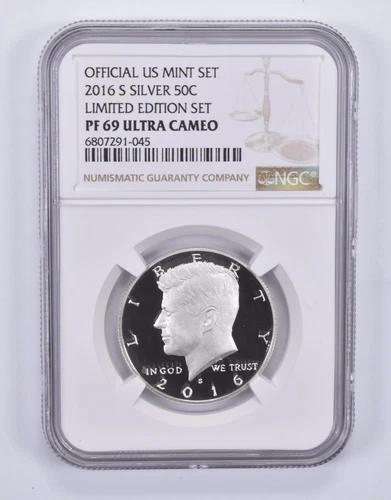 OFFICIAL US MINT SET
2016 S SILVER 50C
LIMITED EDITION SET
PF 69 ULTRA CAMEO
6807291-045
NUMISMATIC GUARANTY COMPANY
NGC
LIBERTY
IN GOD WE TRUST
S
2016